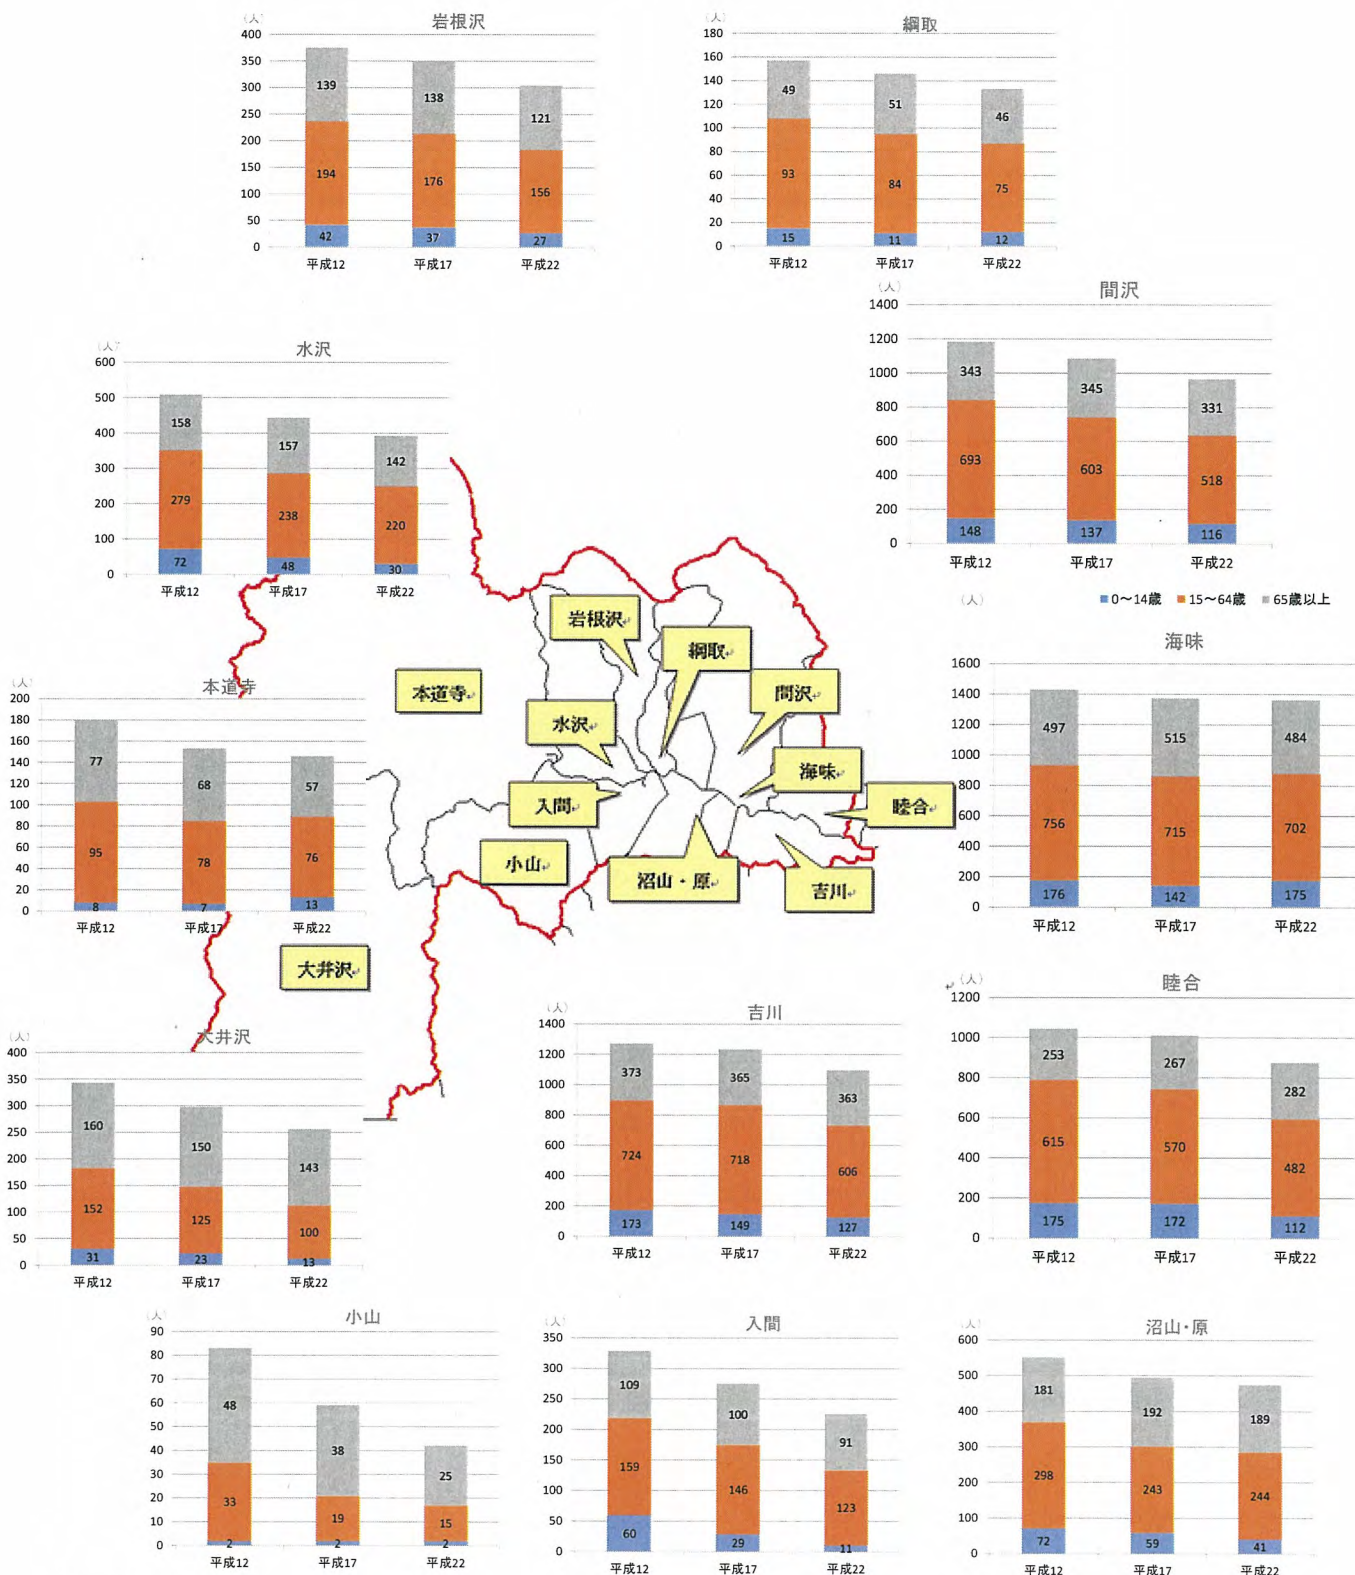 岩根沢
(人)
400
350
300
250
200
150
100
50
0
139
138
121
194
176
156
42
37
27
平成12
平成17
平成22
綱取
(人)
180
160
140
120
100
80
60
40
20
0
49
51
46
93
84
75
15
11
12
平成12
平成17
平成22
間沢
(人)
1400
1200
1000
800
600
400
200
0
343
345
331
693
603
518
148
137
116
平成12
平成17
平成22
水沢
(人)
600
500
400
300
200
100
0
158
157
142
279
238
220
72
48
30
平成12
平成17
平成22
0～14歳 15～64歳 65歳以上
岩根沢
綱取
本道寺
間沢
水沢
海味
入間
睦合
小山
沼山・原
吉川
大井沢
海味
(人)
1600
1400
1200
1000
800
600
400
200
0
497
515
484
756
715
702
176
142
175
平成12
平成17
平成22
本道寺
(人)
200
180
160
140
120
100
80
60
40
20
0
77
68
57
95
78
76
8
7
13
平成12
平成17
平成22
睦合
(人)
1200
1000
800
600
400
200
0
253
267
282
615
570
482
175
172
112
平成12
平成17
平成22
吉川
(人)
1400
1200
1000
800
600
400
200
0
373
365
363
724
718
606
173
149
127
平成12
平成17
平成22
大井沢
(人)
400
350
300
250
200
150
100
50
0
160
150
143
152
125
100
31
23
13
平成12
平成17
平成22
小山
(人)
90
80
70
60
50
40
30
20
10
0
48
38
25
33
19
15
2
2
2
平成12
平成17
平成22
入間
(人)
350
300
250
200
150
100
50
0
109
100
91
159
146
123
60
29
11
平成12
平成17
平成22
沼山・原
(人)
600
500
400
300
200
100
0
181
192
189
298
243
244
72
59
41
平成12
平成17
平成22